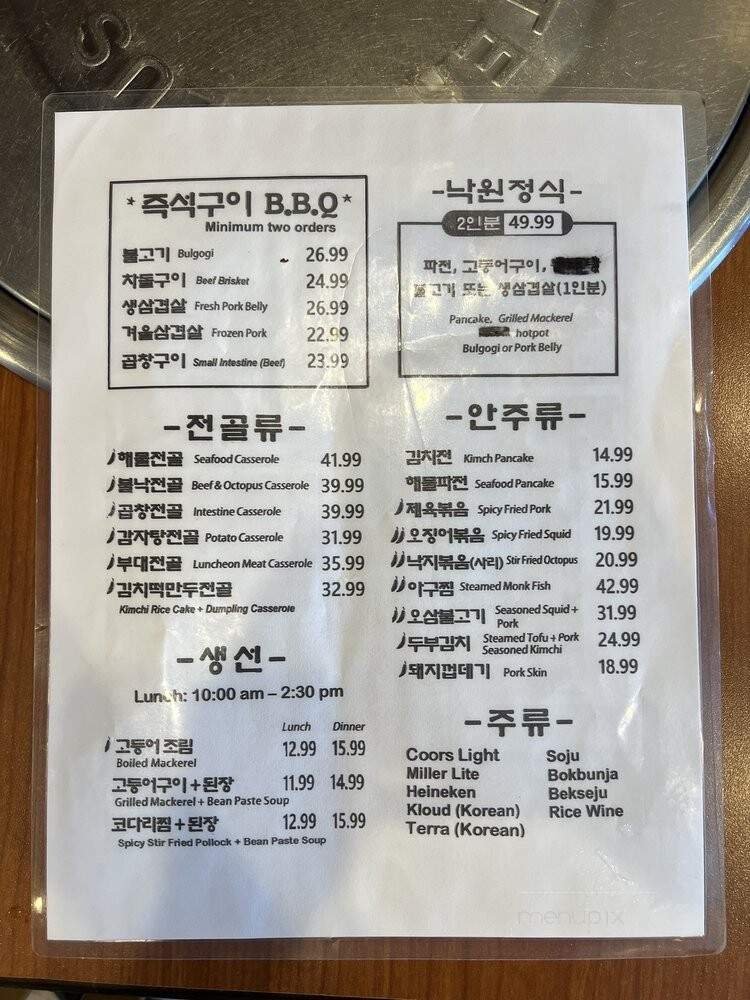 *즉석구이 B.B.Q*
Minimum two orders
불고기 Bulgogi 26.99
차돌구이 Beef Brisket 24.99
생삼겹살 Fresh Pork Belly 26.99
겨울삼겹살 Frozen Pork 22.99
곱창구이 Small Intestine (Beef) 23.99
-전골류-
해물전골 Seafood Casserole 41.99
불낙전골 Beef & Octopus Casserole 39.99
곱창전골 Intestine Casserole 39.99
감자탕전골 Potato Casserole 31.99
부대전골 Luncheon Meat Casserole 35.99
김치떡만두전골 32.99
Kimchi Rice Cake + Dumpling Casserole
-생선-
Lunch: 10:00 am – 2:30 pm
Lunch Dinner
고등어 조림 12.99 15.99
Boiled Mackerel
고등어구이+된장 11.99 14.99
Grilled Mackerel + Bean Paste Soup
코다리찜+된장 12.99 15.99
Spicy Stir Fried Pollock + Bean Paste Soup
-낙원정식-
2인분 49.99
파전, 고등어구이,
불고기 또는 생삼겹살(1인분)
Pancake, Grilled Mackerel
hotpot
Bulgogi or Pork Belly
-안주류-
김치전 Kimch Pancake 14.99
해물파전 Seafood Pancake 15.99
제육볶음 Spicy Fried Pork 21.99
오징어볶음 Spicy Fried Squid 19.99
낙지볶음(사리) Stir Fried Octopus 20.99
아구찜 Steamed Monk Fish 42.99
오삼불고기 Seasoned Squid + Pork 31.99
두부김치 Steamed Tofu + Pork Seasoned Kimchi 24.99
돼지껍데기 Pork Skin 18.99
-주류-
Coors Light Soju
Miller Lite Bokbunja
Heineken Bekseju
Kloud (Korean) Rice Wine
Terra (Korean)
menupix